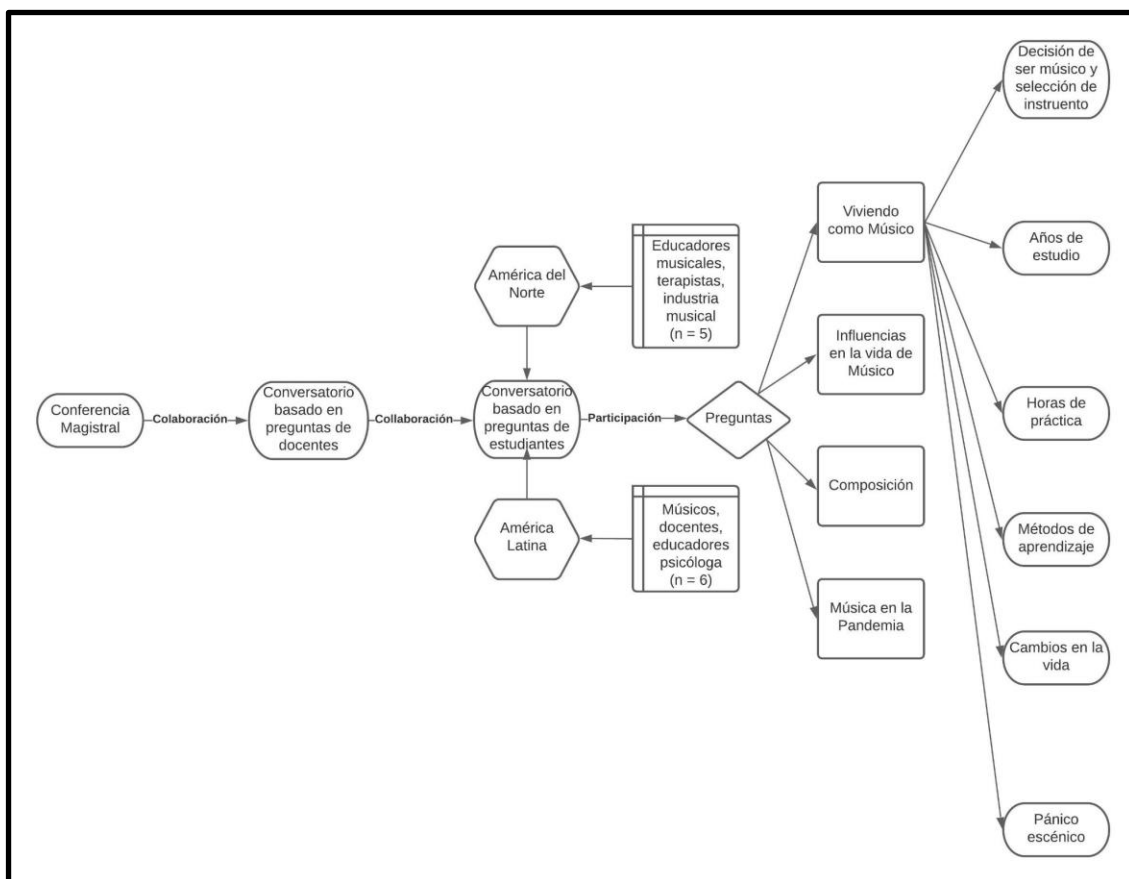 Conferencia
Magistral
Colaboración
Conversatorio
basado en
preguntas de
docentes
Collaboración
América del
Norte
Educadores
musicales,
terapistas,
industria
musical
(n = 5)
Conversatorio
basado en
preguntas de
estudiantes
América
Latina
Músicos,
docentes,
educadores
psicóloga
(n = 6)
Participación
Preguntas
Viviendo
como Músico
Influencias
en la vida de
Músico
Composición
Música en la
Pandemia
Decisión de
ser músico y
selección de
instruento
Años de
estudio
Horas de
práctica
Métodos de
aprendizaje
Cambios en la
vida
Pánico
escénico